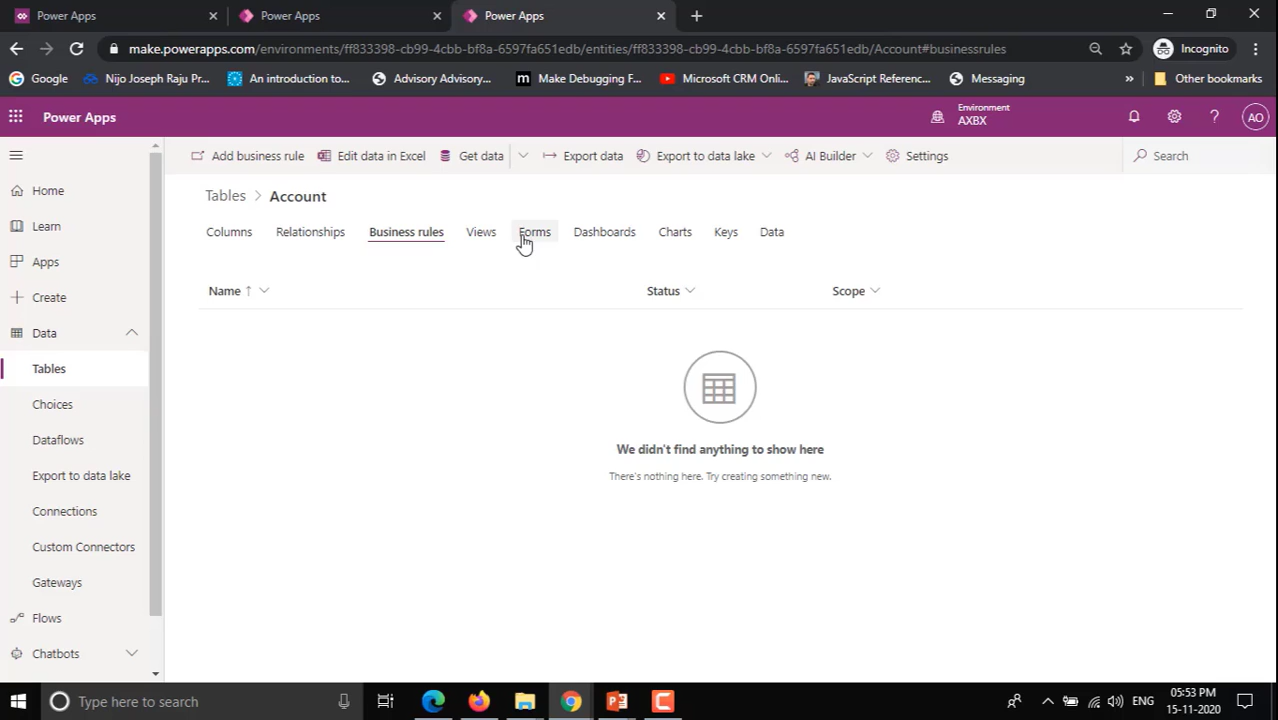 Power Apps
Power Apps
Power Apps
make.powerapps.com/environments/ff833398-cb99-4cbb-bf8a-6597fa651edb/entities/ff833398-cb99-4cbb-bf8a-6597fa651edb/Account#businessrules
Incognito
Google
Nijo Joseph Raju Pr...
An introduction to...
Advisory Advisory...
m
Make Debugging F...
Microsoft CRM Onli...
JavaScript Referenc...
Messaging
»
Other bookmarks
Power Apps
Environment
AXBX
?
AO
Add business rule
Edit data in Excel
Get data
Export data
Export to data lake
AI Builder
Settings
Search
Home
Learn
Apps
Create
Data
Tables
Choices
Dataflows
Export to data lake
Connections
Custom Connectors
Gateways
Flows
Chatbots
Tables > Account
Columns
Relationships
Business rules
Views
Forms
Dashboards
Charts
Keys
Data
Name ↑
Status
Scope
We didn't find anything to show here
There's nothing here. Try creating something new.
Type here to search
ENG
05:53 PM
15-11-2020